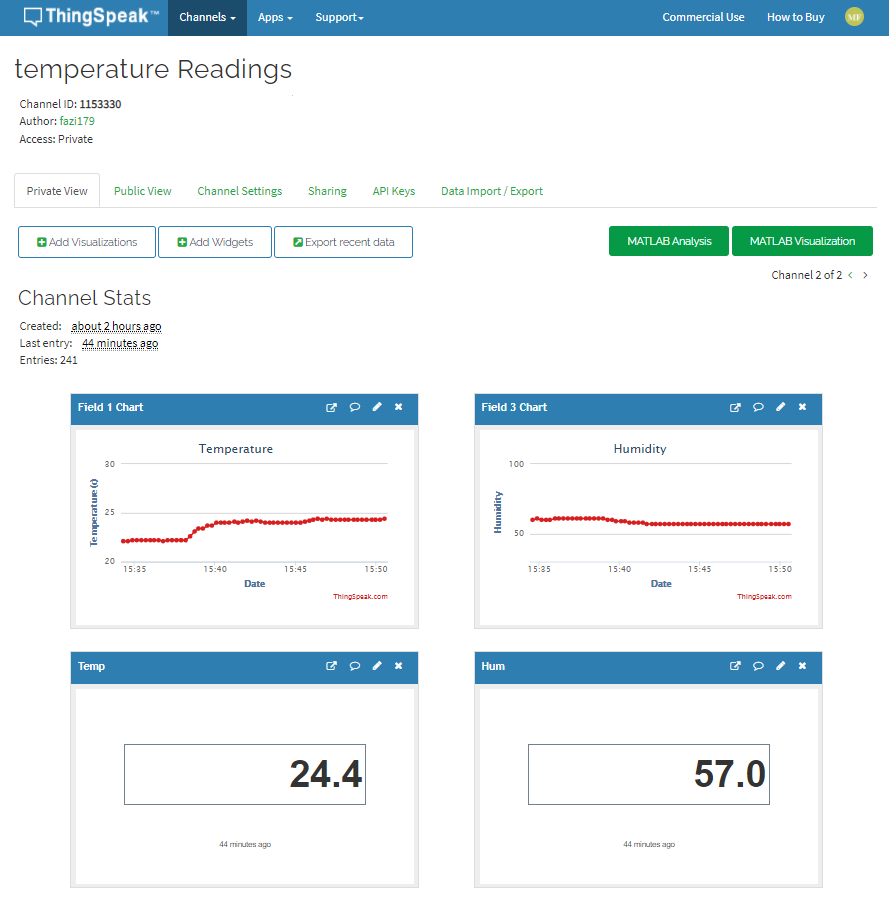 ThingSpeak™ Channels Apps Support Commercial Use How to Buy MF
temperature Readings
Channel ID: 1153330
Author: fazi179
Access: Private
Private View Public View Channel Settings Sharing API Keys Data Import / Export
Add Visualizations Add Widgets Export recent data MATLAB Analysis MATLAB Visualization
Channel 2 of 2 < >
Channel Stats
Created: about 2 hours ago
Last entry: 44 minutes ago
Entries: 241
Field 1 Chart
Temperature
Temperature (c)
30
25
20
15:35 15:40 15:45 15:50
Date
ThingSpeak.com
Field 3 Chart
Humidity
Humidity
100
50
15:35 15:40 15:45 15:50
Date
ThingSpeak.com
Temp
24.4
44 minutes ago
Hum
57.0
44 minutes ago